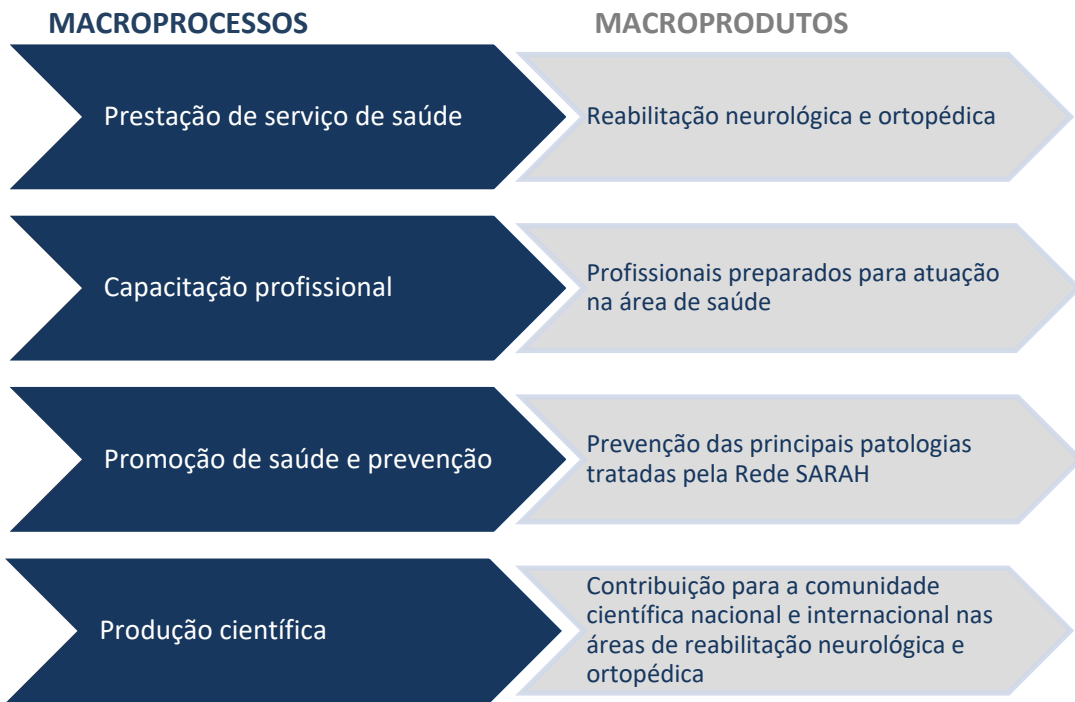 MACROPROCESSOS
MACROPRODUTOS
Prestação de serviço de saúde
Reabilitação neurológica e ortopédica
Capacitação profissional
Profissionais preparados para atuação
na área de saúde
Promoção de saúde e prevenção
Prevenção das principais patologias
tratadas pela Rede SARAH
Produção científica
Contribuição para a comunidade
científica nacional e internacional nas
áreas de reabilitação neurológica e
ortopédica